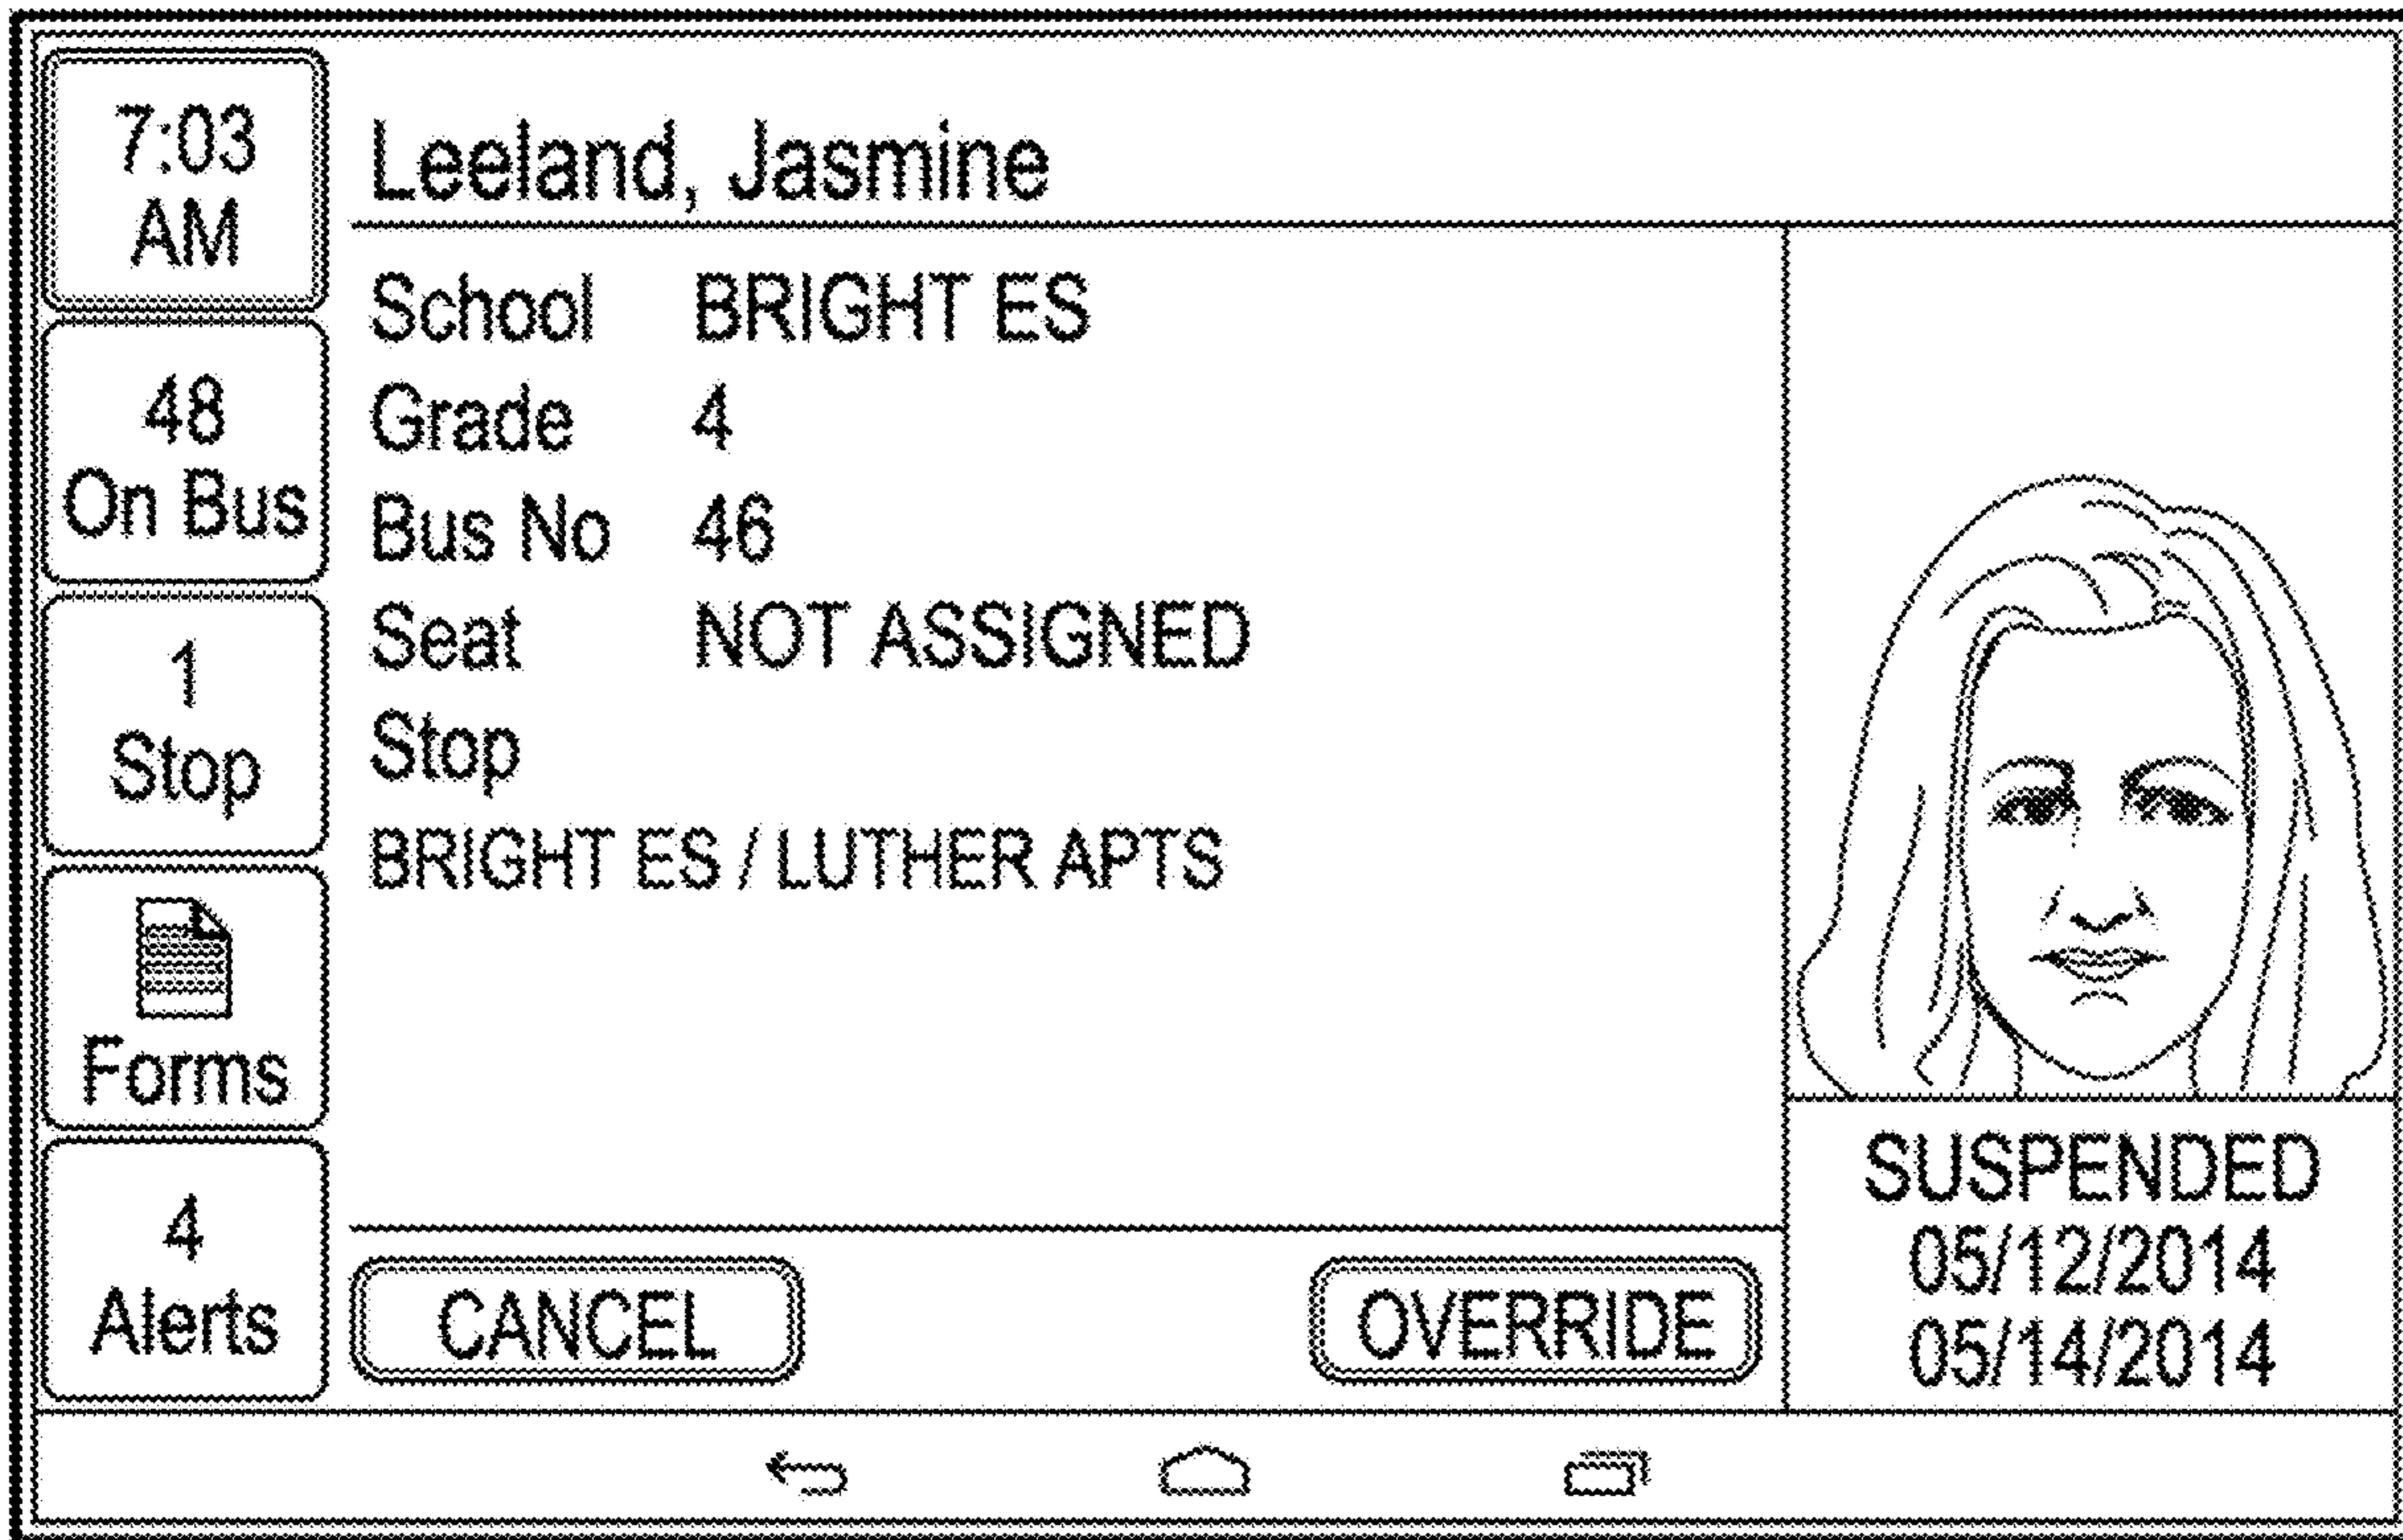 7:03
AM
48
On Bus
1
Stop
Forms
4
Alerts
Leeland, Jasmine
School BRIGHT ES
Grade 4
Bus No 46
Seat NOT ASSIGNED
Stop
BRIGHT ES / LUTHER APTS
CANCEL OVERRIDE
SUSPENDED
05/12/2014
05/14/2014